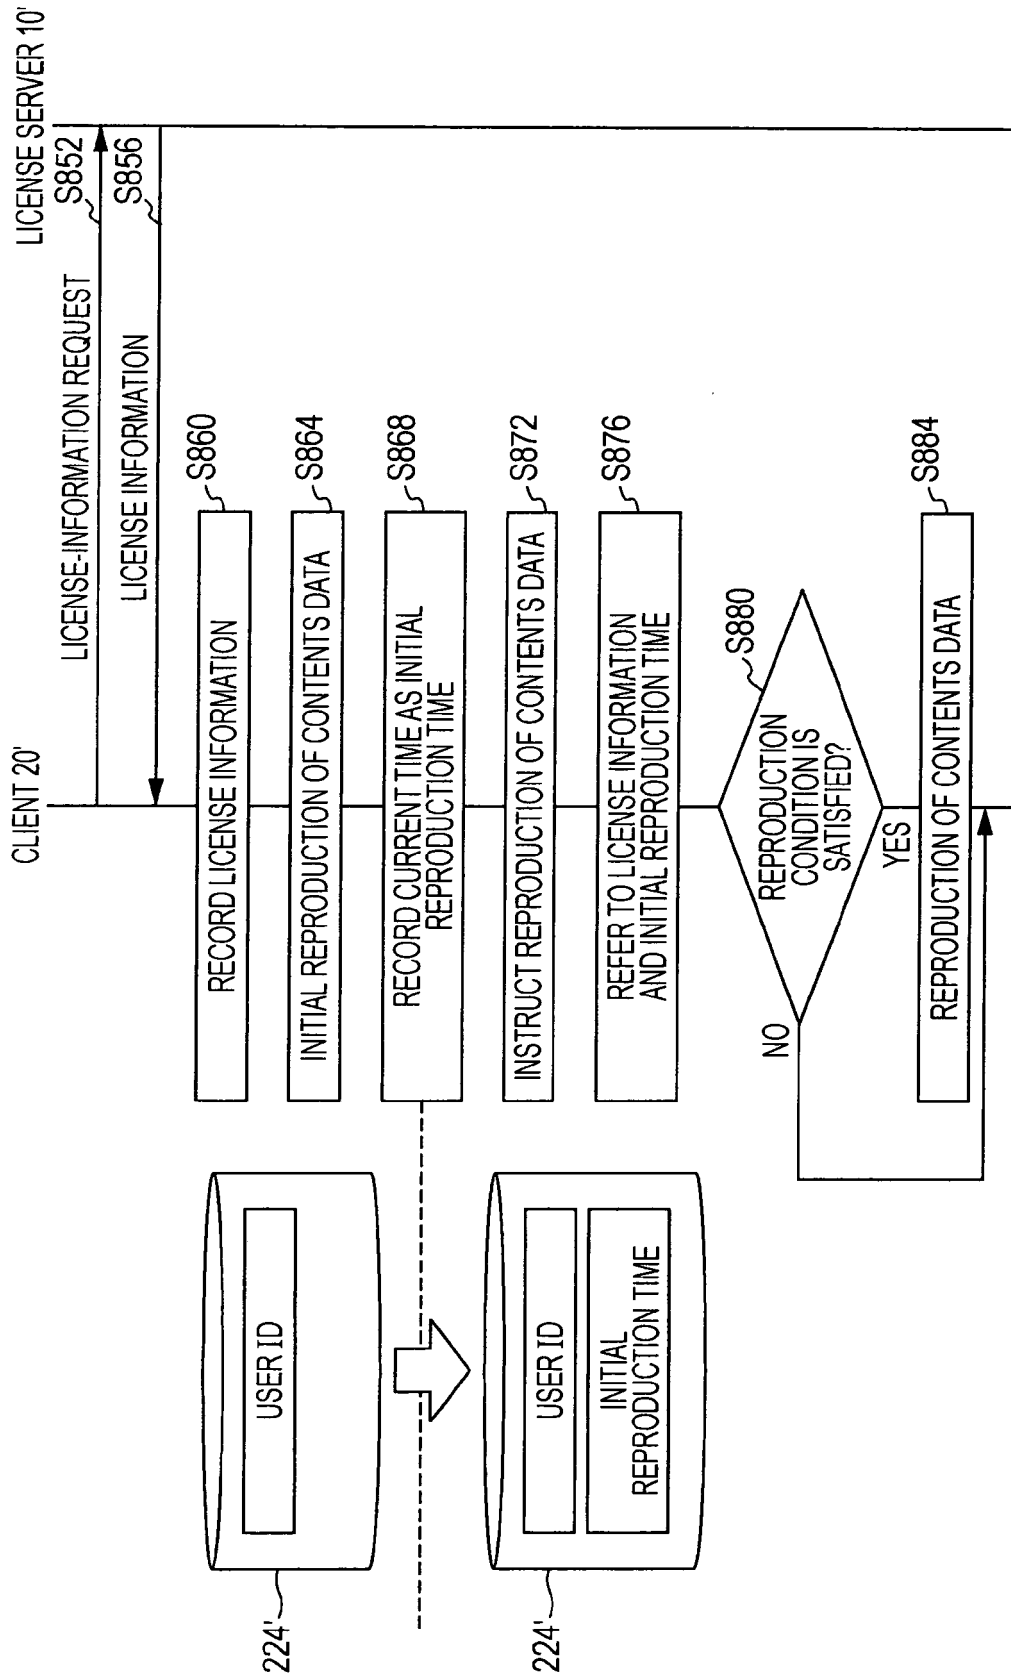 CLIENT 20'
LICENSE SERVER 10'
LICENSE-INFORMATION REQUEST
S852
LICENSE INFORMATION
S856
RECORD LICENSE INFORMATION
S860
INITIAL REPRODUCTION OF CONTENTS DATA
S864
RECORD CURRENT TIME AS INITIAL
REPRODUCTION TIME
S868
INSTRUCT REPRODUCTION OF CONTENTS DATA
S872
REFER TO LICENSE INFORMATION
AND INITIAL REPRODUCTION TIME
S876
REPRODUCTION
CONDITION IS
SATISFIED?
S880
NO
YES
REPRODUCTION OF CONTENTS DATA
S884
USER ID
224'
USER ID
INITIAL
REPRODUCTION TIME
224'